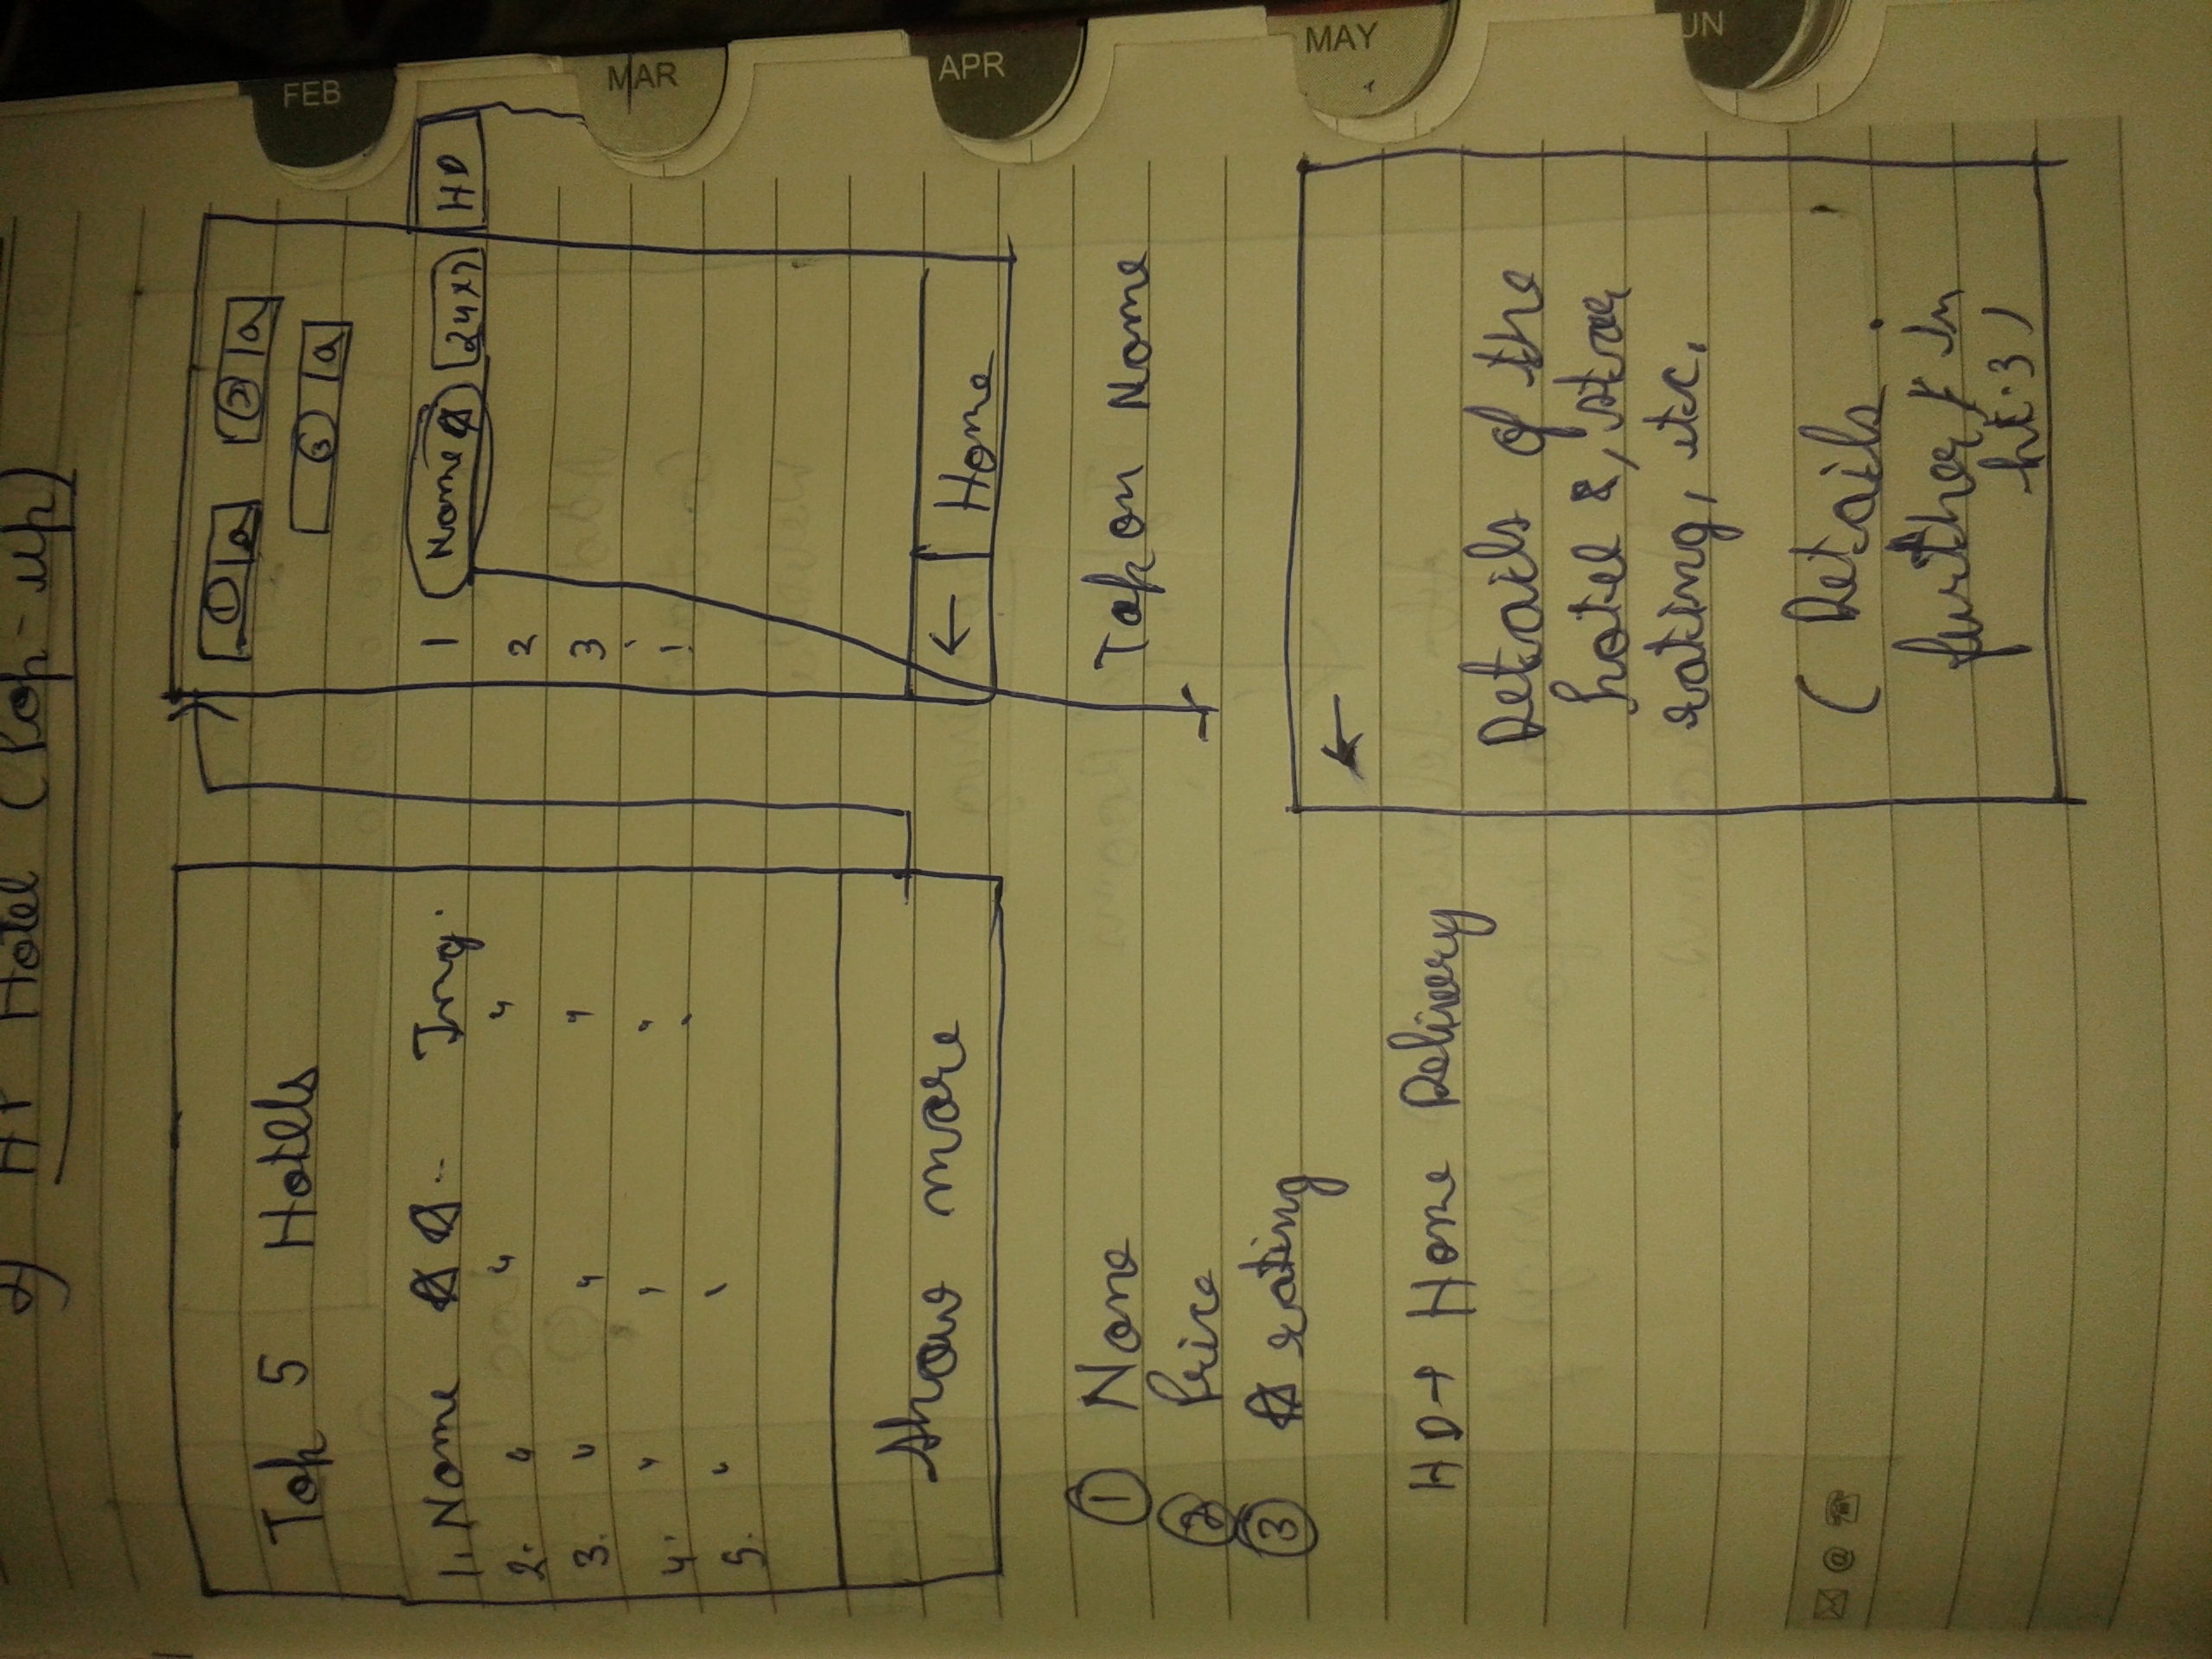 2) HP Hotel (Pop-up)
Top 5 Hotels
1. Name Img.
2. " " "
3. " " "
4.
5.
Show more
1 2
3
1 Name 24x7 HD
2
3
← Home
Tap on Name
1 Name
2 Price
3 rating
HD → Home Delivery
←
Details of the
hotel &, star
rating, etc.
(Details
further in
pt. 3)
FEB
MAR
APR
MAY
UN
@